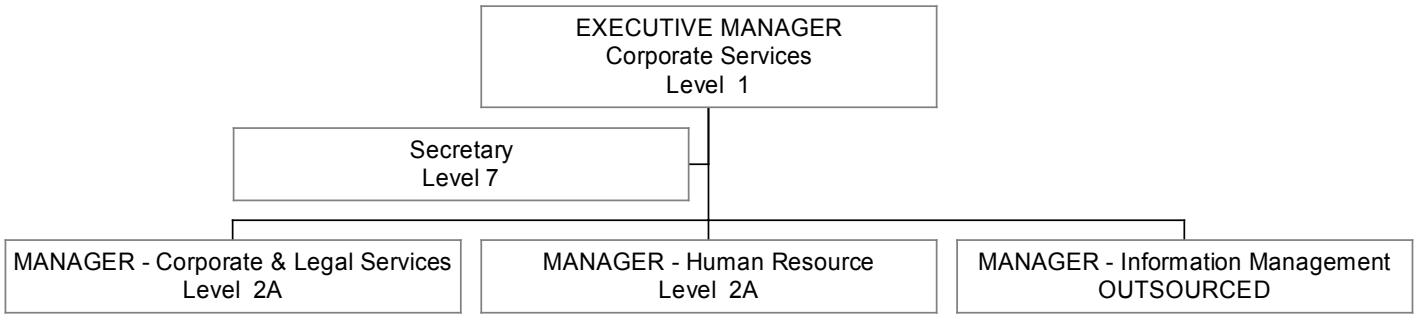 EXECUTIVE MANAGER
Corporate Services
Level 1
Secretary
Level 7
MANAGER - Corporate & Legal Services
Level 2A
MANAGER - Human Resource
Level 2A
MANAGER - Information Management
OUTSOURCED